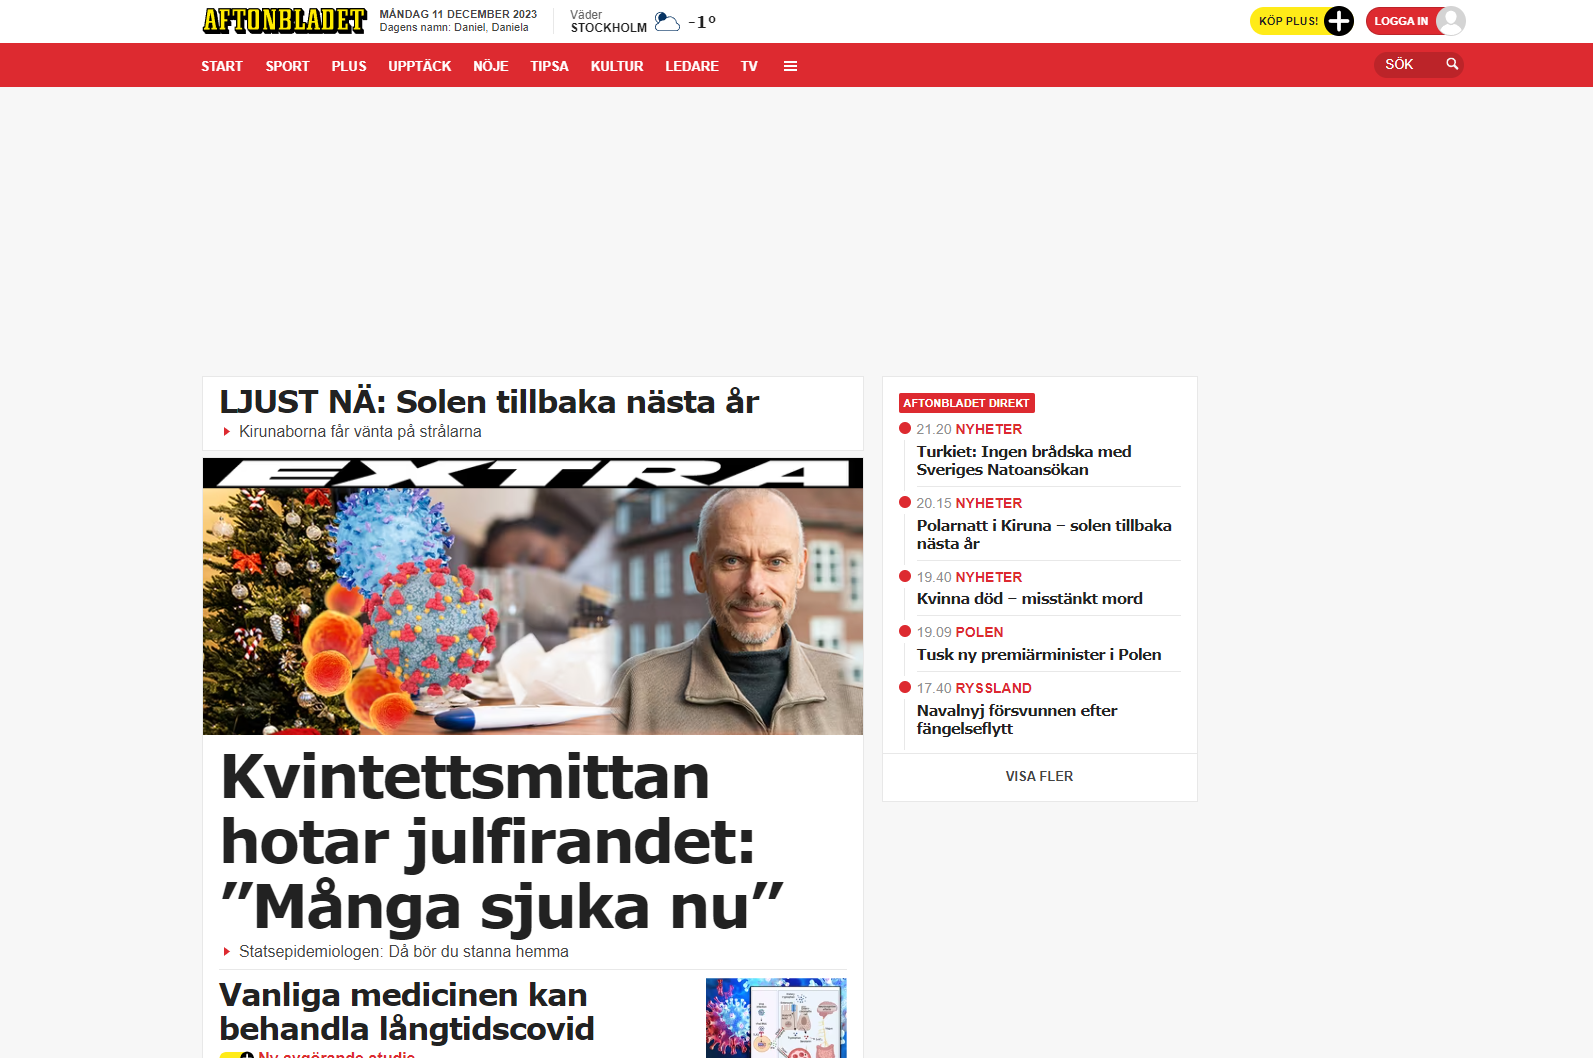 AFTONBLADET
MÅNDAG 11 DECEMBER 2023
Dagens namn: Daniel, Daniela
Väder
STOCKHOLM
-1°
KÖP PLUS!
LOGGA IN
START SPORT PLUS UPPTÄCK NÖJE TIPSA KULTUR LEDARE TV
SÖK
LJUST NÄ: Solen tillbaka nästa år
Kirunaborna får vänta på strålarna
EXTRA
Kvintettsmittan
hotar julfirandet:
”Många sjuka nu”
Statsepidemiologen: Då bör du stanna hemma
Vanliga medicinen kan
behandla långtidscovid
Ny avgörande studie
AFTONBLADET DIREKT
21.20 NYHETER
Turkiet: Ingen brådska med
Sveriges Natoansökan
20.15 NYHETER
Polarnatt i Kiruna – solen tillbaka
nästa år
19.40 NYHETER
Kvinna död – misstänkt mord
19.09 POLEN
Tusk ny premiärminister i Polen
17.40 RYSSLAND
Navalnyj försvunnen efter
fängelseflytt
VISA FLER